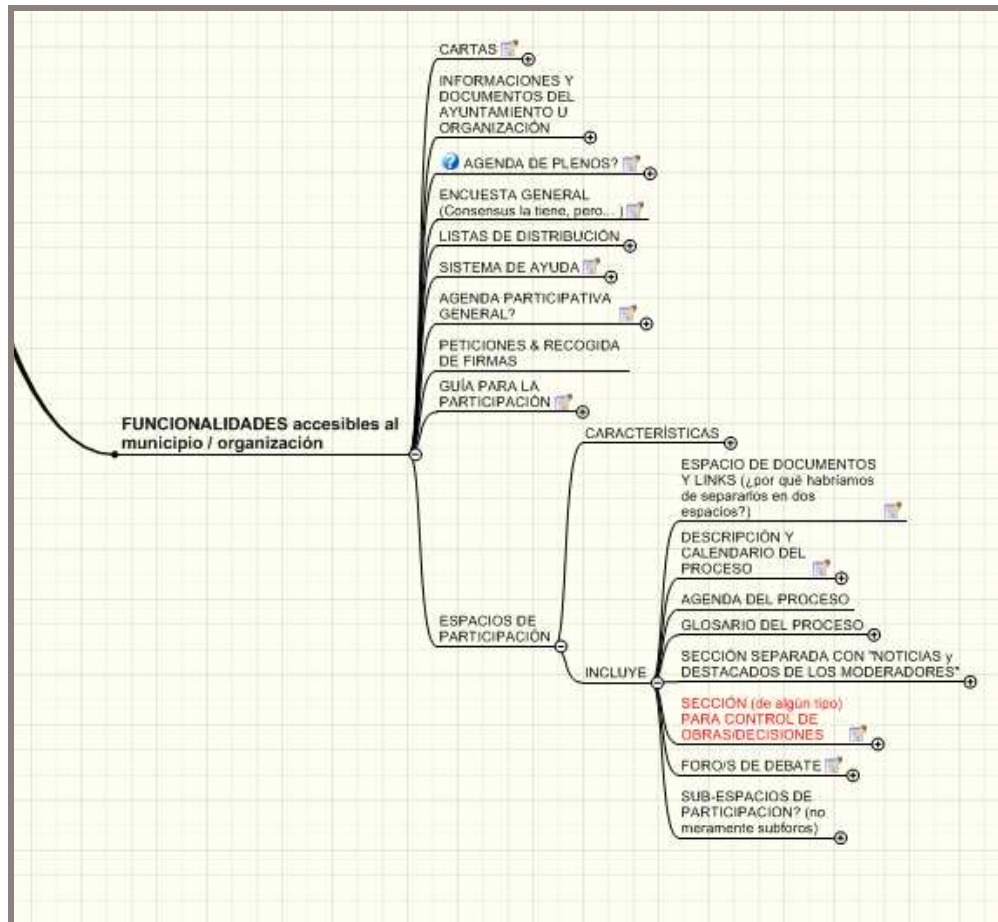 CARTAS
INFORMACIONES Y
DOCUMENTOS DEL
AYUNTAMIENTO U
ORGANIZACIÓN
AGENDA DE PLENOS?
ENCUESTA GENERAL
(Consensus la tiene, pero... )
LISTAS DE DISTRIBUCIÓN
SISTEMA DE AYUDA
AGENDA PARTICIPATIVA
GENERAL?
PETICIONES & RECOGIDA
DE FIRMAS
GUÍA PARA LA
PARTICIPACIÓN
FUNCIONALIDADES accesibles al
municipio / organización
CARACTERÍSTICAS
ESPACIO DE DOCUMENTOS
Y LINKS (¿por qué habríamos
de separarlos en dos
espacios?)
DESCRIPCIÓN Y
CALENDARIO DEL
PROCESO
AGENDA DEL PROCESO
GLOSARIO DEL PROCESO
ESPACIOS DE
PARTICIPACIÓN
INCLUYE
SECCIÓN SEPARADA CON "NOTICIAS y
DESTACADOS DE LOS MODERADORES"
SECCIÓN (de algún tipo)
PARA CONTROL DE
OBRAS/DECISIONES
FORO/S DE DEBATE
SUB-ESPACIOS DE
PARTICIPACION? (no
meramente subforos)